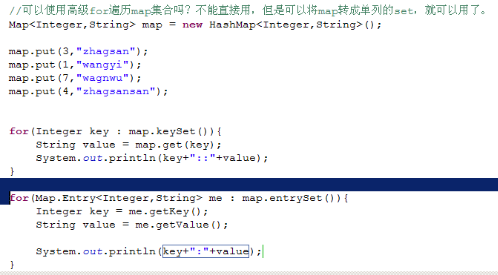 //可以使用高级for遍历map集合吗？不能直接用，但是可以将map转成单列的set，就可以用了。
Map<Integer,String> map = new HashMap<Integer,String>();
map.put(3,"zhagsan");
map.put(1,"wangyi");
map.put(7,"wagnwu");
map.put(4,"zhagsansan");
for(Integer key : map.keySet()){
String value = map.get(key);
System.out.println(key+"::"+value);
}
for(Map.Entry<Integer,String> me : map.entrySet()){
Integer key = me.getKey();
String value = me.getValue();
System.out.println(key+":"+value);
}